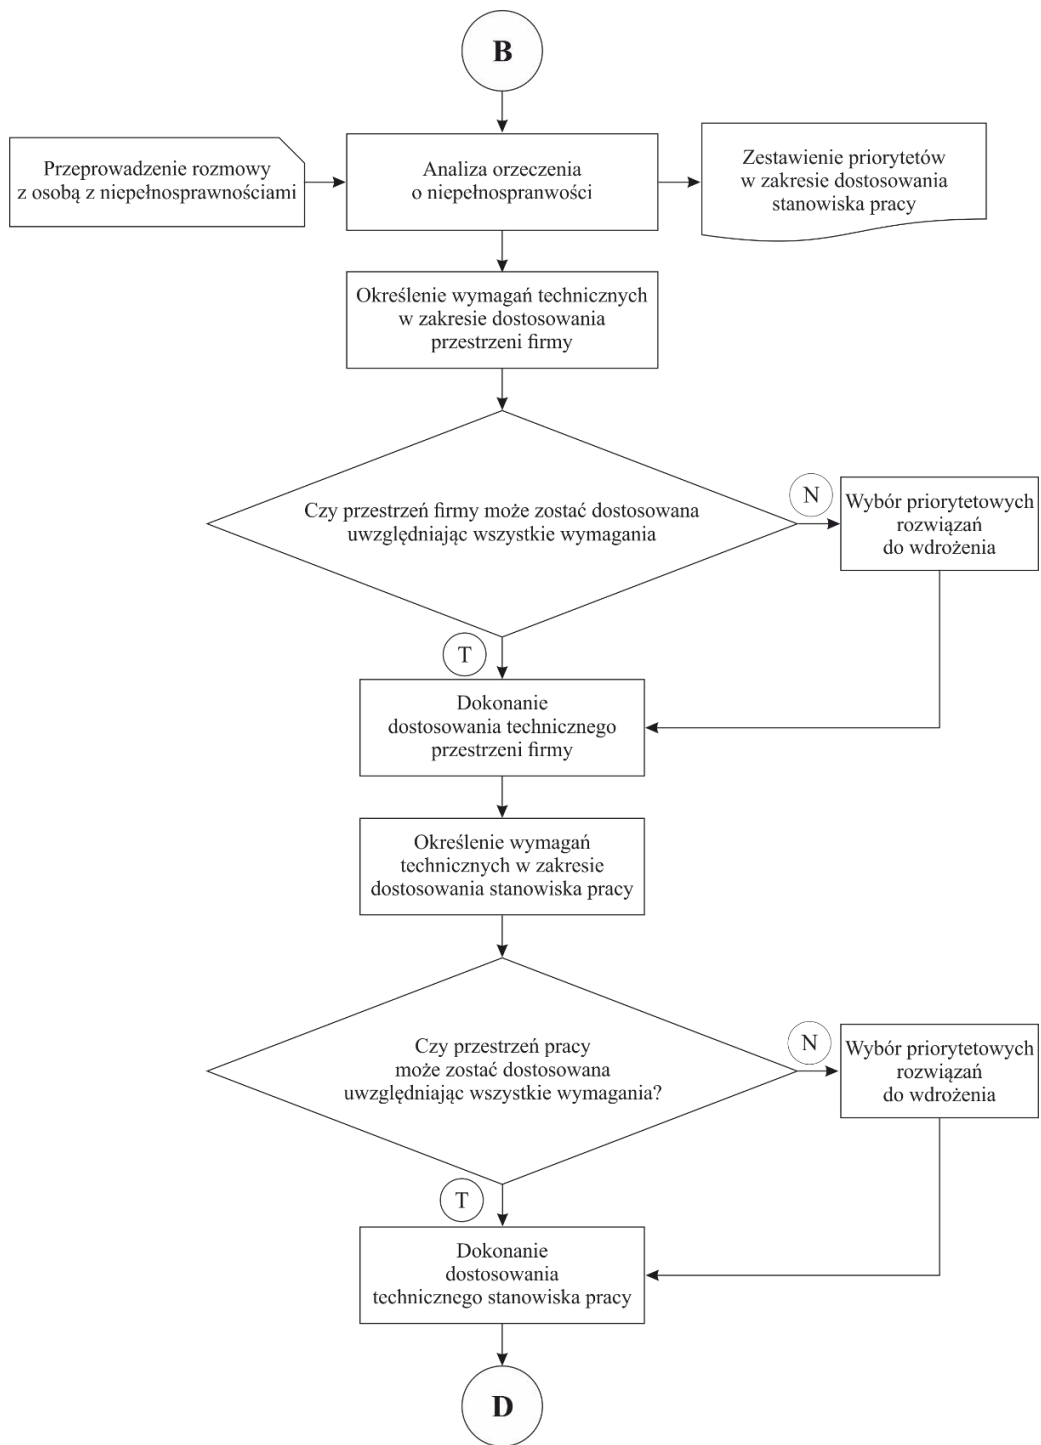 B
Przeprowadzenie rozmowy
z osobą z niepełnosprawnościami
Analiza orzeczenia
o niepełnospranwości
Zestawienie priorytetów
w zakresie dostosowania
stanowiska pracy
Określenie wymagań technicznych
w zakresie dostosowania
przestrzeni firmy
Czy przestrzeń firmy może zostać dostosowana
uwzględniając wszystkie wymagania
N
Wybór priorytetowych
rozwiązań
do wdrożenia
T
Dokonanie
dostosowania technicznego
przestrzeni firmy
Określenie wymagań
technicznych w zakresie
dostosowania stanowiska pracy
Czy przestrzeń pracy
może zostać dostosowana
uwzględniając wszystkie wymagania?
N
Wybór priorytetowych
rozwiązań
do wdrożenia
T
Dokonanie
dostosowania
technicznego stanowiska pracy
D